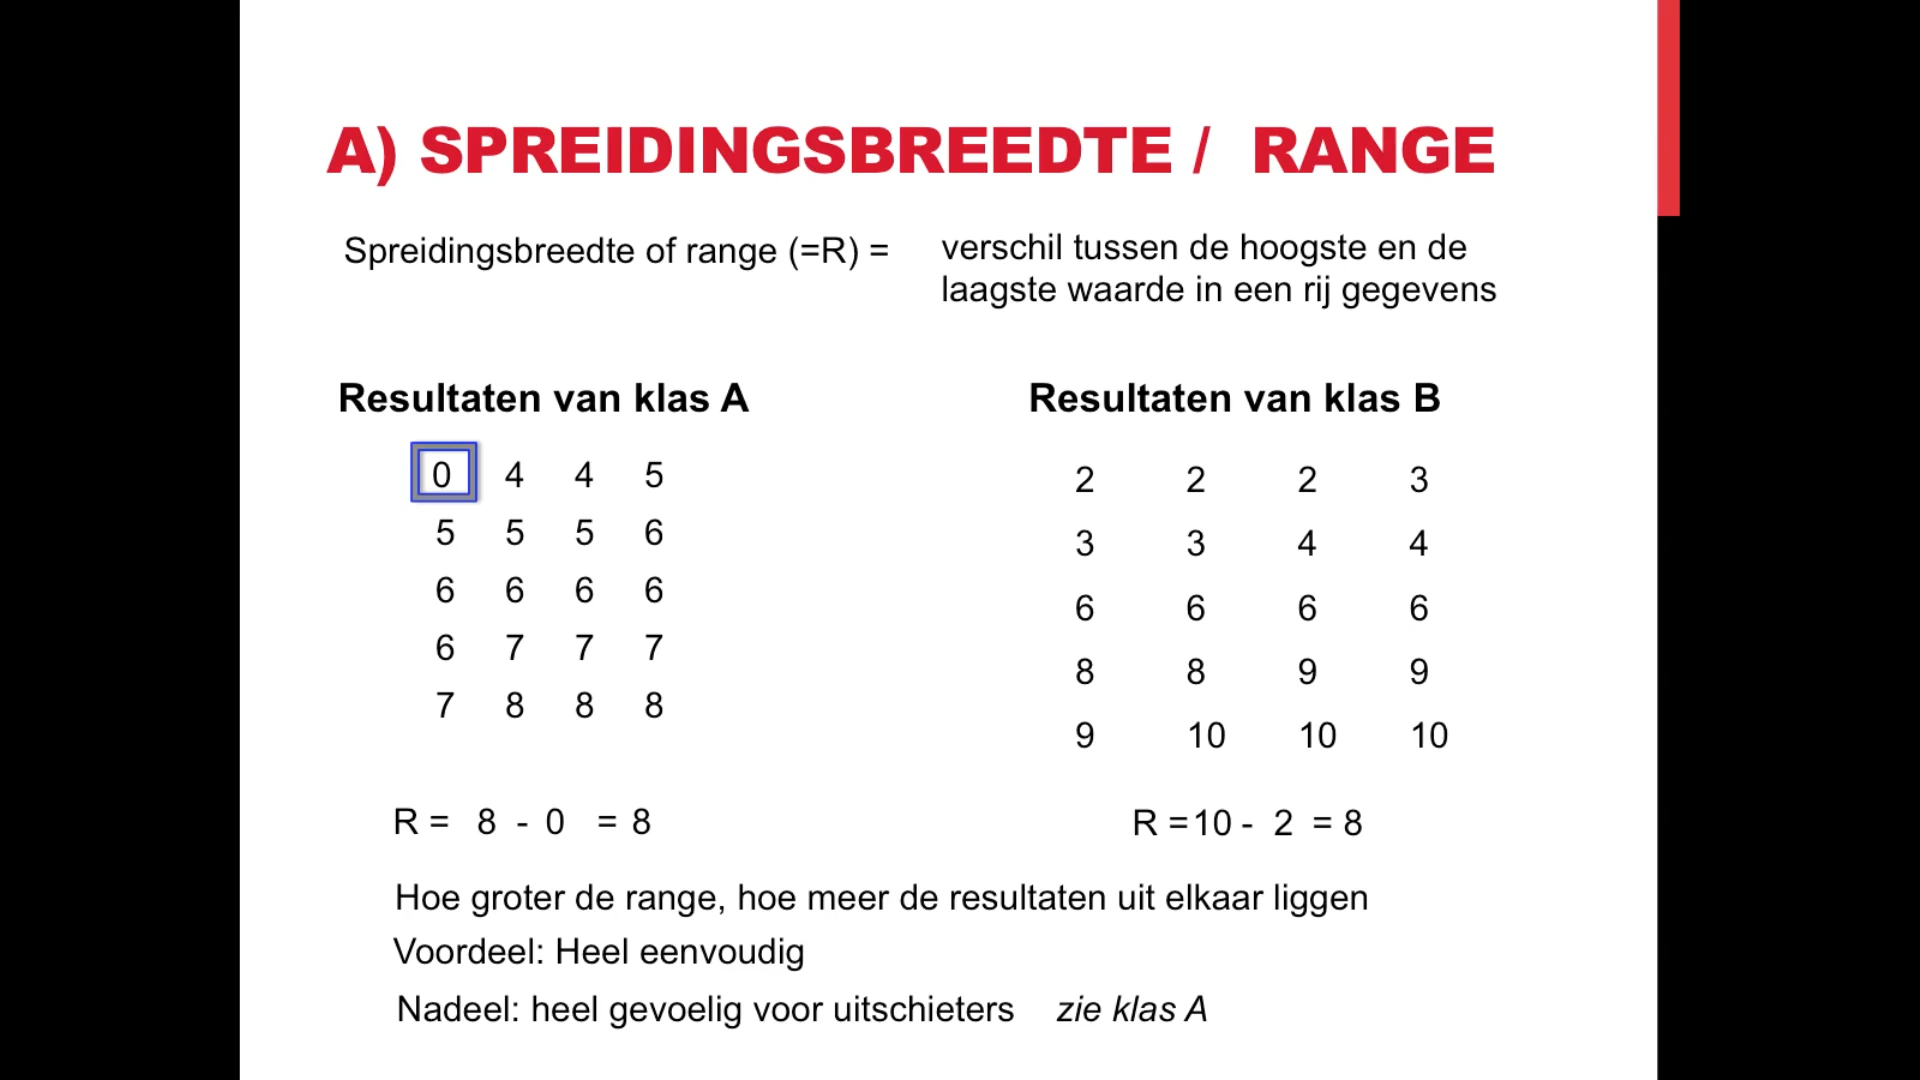 A) SPREIDINGSBREEDTE / RANGE
Spreidingsbreedte of range (=R) =
verschil tussen de hoogste en de
laagste waarde in een rij gegevens
Resultaten van klas A
0 4 4 5
5 5 5 6
6 6 6 6
6 7 7 7
7 8 8 8
R = 8 - 0 = 8
Resultaten van klas B
2 2 2 3
3 3 4 4
6 6 6 6
8 8 9 9
9 10 10 10
R =10 - 2 = 8
Hoe groter de range, hoe meer de resultaten uit elkaar liggen
Voordeel: Heel eenvoudig
Nadeel: heel gevoelig voor uitschieters zie klas A